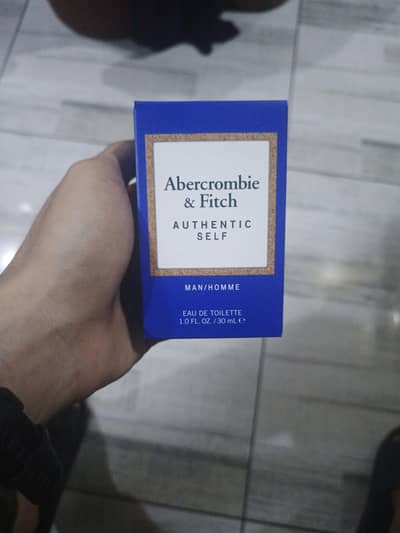 Abercrombie
& Fitch
AUTHENTIC
SELF
MAN/HOMME
EAU DE TOILETTE
1.0 FL. OZ. / 30 mL ℮